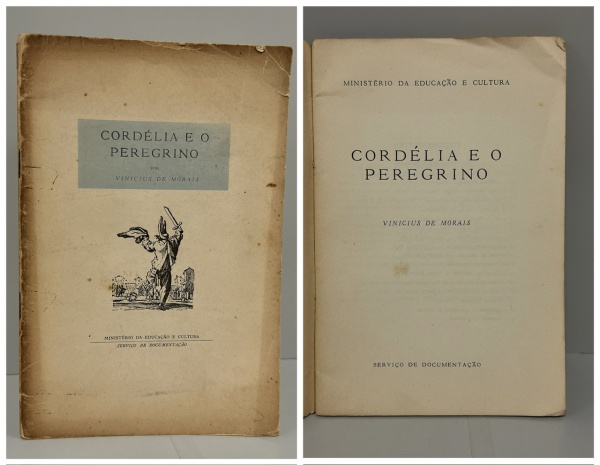 CORDÉLIA E O
PEREGRINO
POR
VINICIUS DE MORAIS
MINISTÉRIO DA EDUCAÇÃO E CULTURA
SERVIÇO DE DOCUMENTAÇÃO
MINISTÉRIO DA EDUCAÇÃO E CULTURA
CORDÉLIA E O
PEREGRINO
VINICIUS DE MORAIS
SERVIÇO DE DOCUMENTAÇÃO